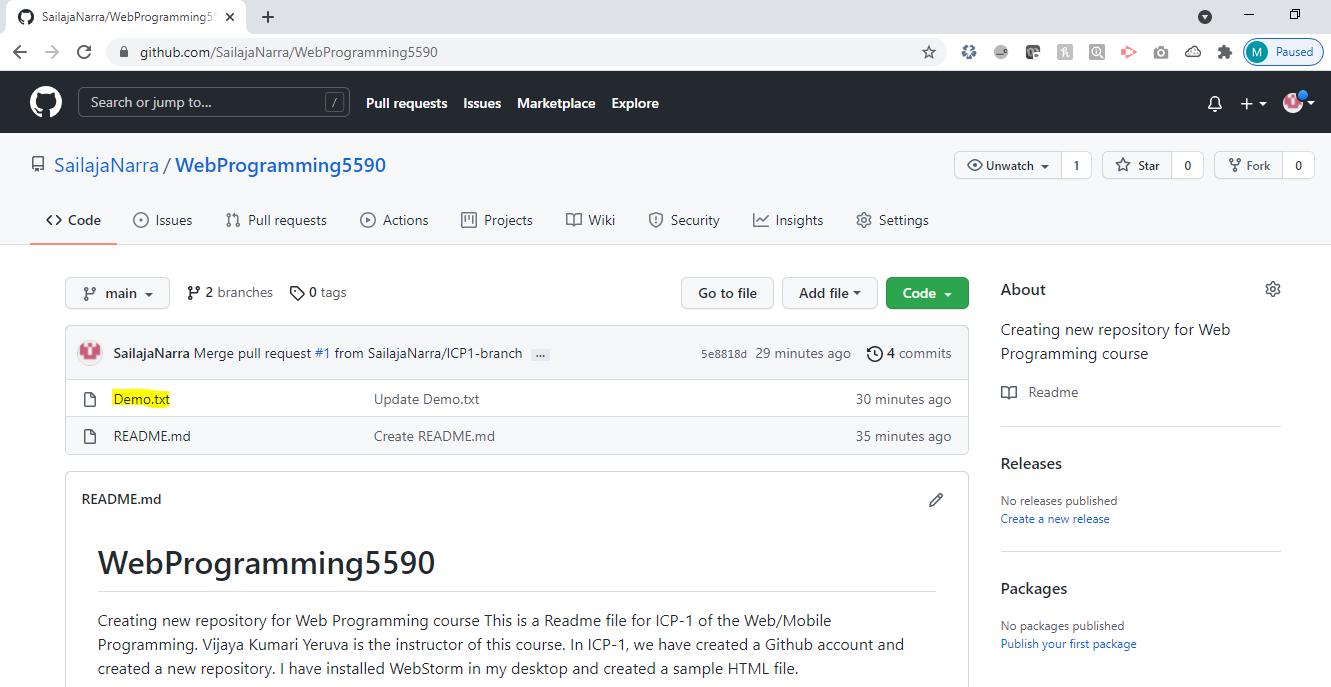 SailajaNarra/WebProgramming55
github.com/SailajaNarra/WebProgramming5590
M Paused
Search or jump to... /
Pull requests Issues Marketplace Explore
SailajaNarra / WebProgramming5590
Unwatch 1 Star 0 Fork 0
Code Issues Pull requests Actions Projects Wiki Security Insights Settings
main 2 branches 0 tags Go to file Add file Code
SailajaNarra Merge pull request #1 from SailajaNarra/ICP1-branch ... 5e8818d 29 minutes ago 4 commits
Demo.txt Update Demo.txt 30 minutes ago
README.md Create README.md 35 minutes ago
README.md
WebProgramming5590
Creating new repository for Web Programming course This is a Readme file for ICP-1 of the Web/Mobile
Programming. Vijaya Kumari Yeruva is the instructor of this course. In ICP-1, we have created a Github account and
created a new repository. I have installed WebStorm in my desktop and created a sample HTML file.
About
Creating new repository for Web
Programming course
Readme
Releases
No releases published
Create a new release
Packages
No packages published
Publish your first package